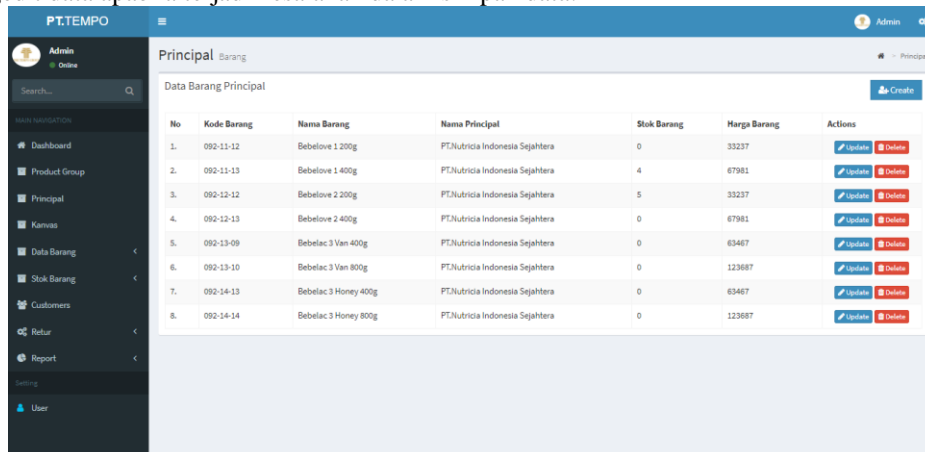 PT.TEMPO
Admin
Admin
Online
Principal Barang
Search...
Data Barang Principal
Create
MAIN NAVIGATION
No Kode Barang Nama Barang Nama Principal Stok Barang Harga Barang Actions
Dashboard
1. 092-11-12 Bebelove 1 200g PT.Nutricia Indonesia Sejahtera 0 33237 Update Delete
Product Group
2. 092-11-13 Bebelove 1 400g PT.Nutricia Indonesia Sejahtera 4 67981 Update Delete
Principal
3. 092-12-12 Bebelove 2 200g PT.Nutricia Indonesia Sejahtera 5 33237 Update Delete
Kanvas
4. 092-12-13 Bebelove 2 400g PT.Nutricia Indonesia Sejahtera 0 67981 Update Delete
Data Barang
5. 092-13-09 Bebelac 3 Van 400g PT.Nutricia Indonesia Sejahtera 0 63467 Update Delete
Stok Barang
6. 092-13-10 Bebelac 3 Van 800g PT.Nutricia Indonesia Sejahtera 0 123687 Update Delete
Customers
7. 092-14-13 Bebelac 3 Honey 400g PT.Nutricia Indonesia Sejahtera 0 63467 Update Delete
Retur
8. 092-14-14 Bebelac 3 Honey 800g PT.Nutricia Indonesia Sejahtera 0 123687 Update Delete
Report
Setting
User